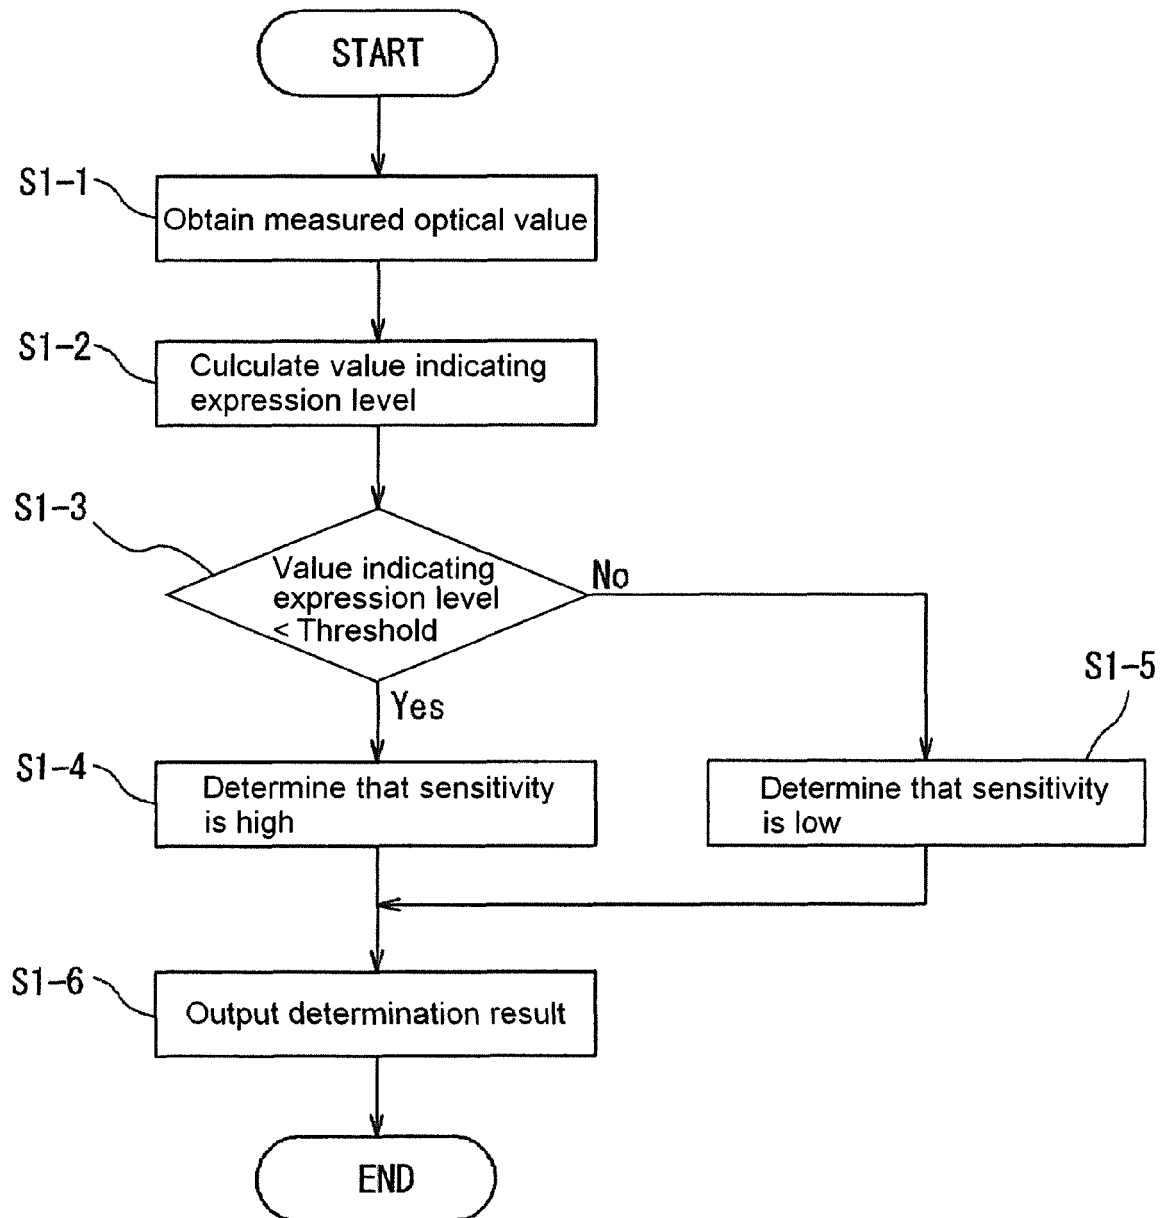 START
S1-1
Obtain measured optical value
S1-2
Culculate value indicating
expression level
S1-3
Value indicating
expression level
< Threshold
No
Yes
S1-4
Determine that sensitivity
is high
S1-5
Determine that sensitivity
is low
S1-6
Output determination result
END